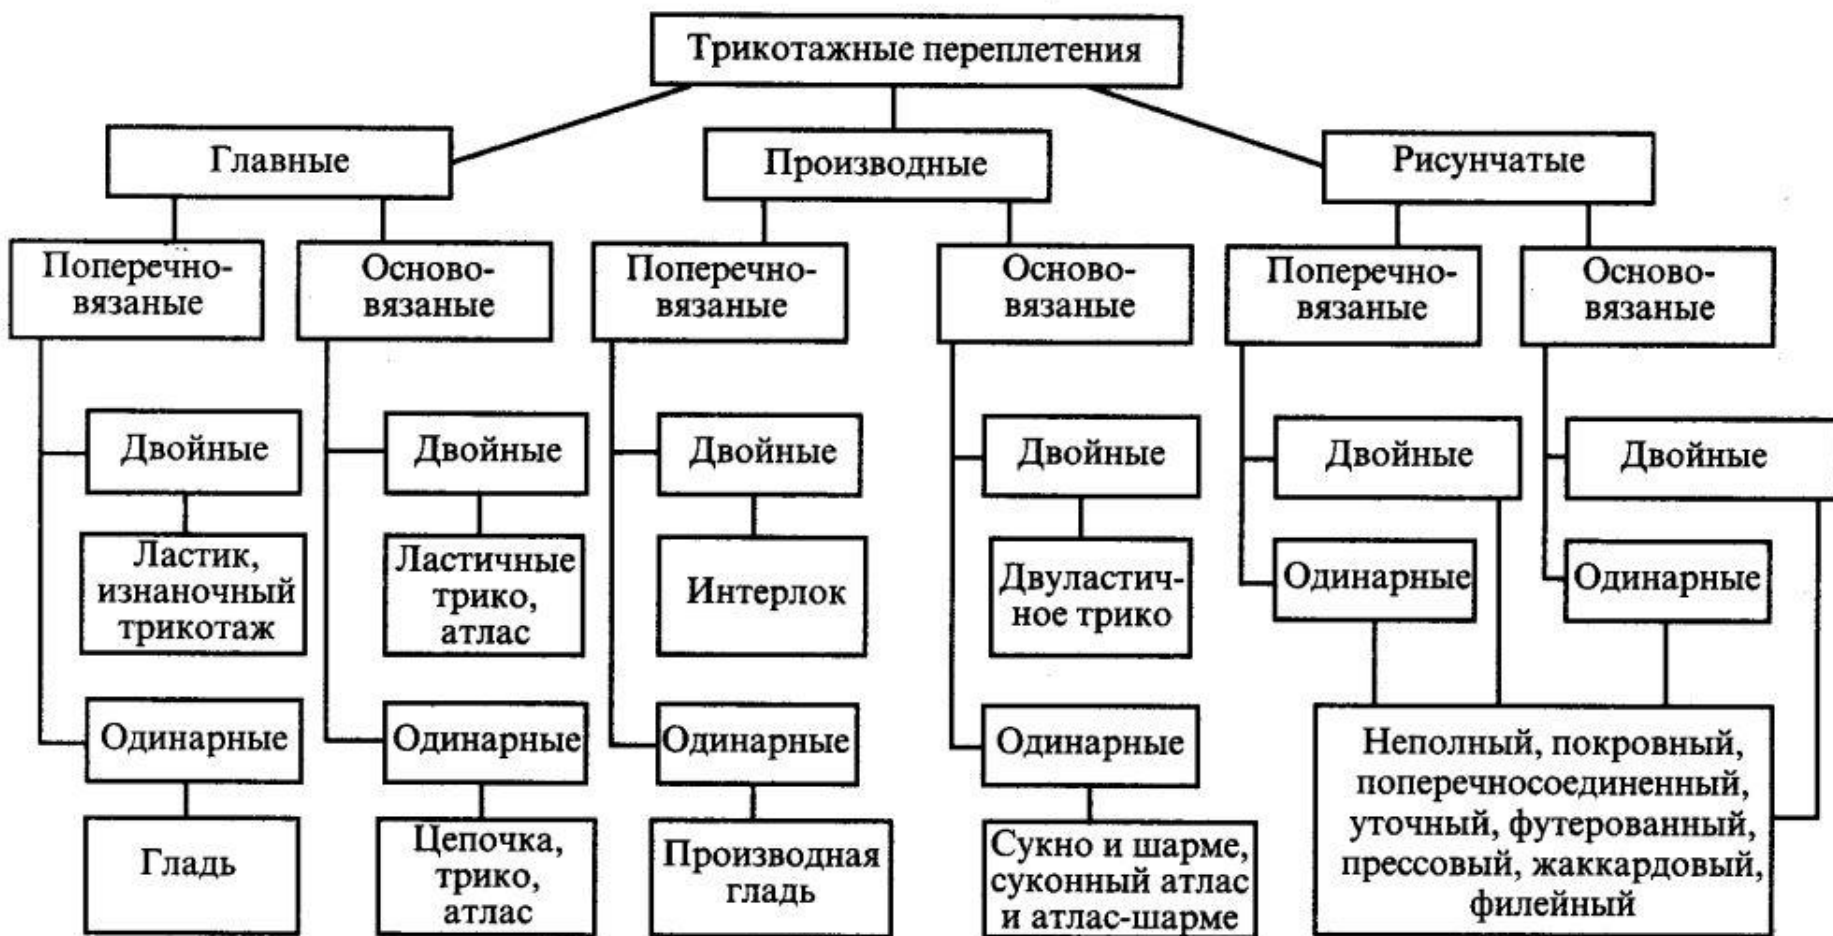 Трикотажные переплетения
Главные
Производные
Рисунчатые
Поперечно-
вязаные
Осново-
вязаные
Поперечно-
вязаные
Осново-
вязаные
Поперечно-
вязаные
Осново-
вязаные
Двойные
Двойные
Двойные
Двойные
Двойные
Двойные
Ластик,
изнаночный
трикотаж
Ластичные
трико,
атлас
Интерлок
Двуластич-
ное трико
Одинарные
Одинарные
Одинарные
Одинарные
Одинарные
Одинарные
Гладь
Цепочка,
трико,
атлас
Производная
гладь
Сукно и шарме,
суконный атлас
и атлас-шарме
Неполный, покровный,
поперечносоединенный,
уточный, футерованный,
прессовый, жаккардовый,
филейный